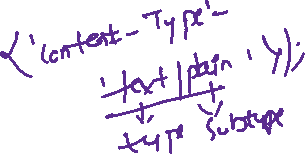 <'content-Type'-
'text/plain'});
type subtype